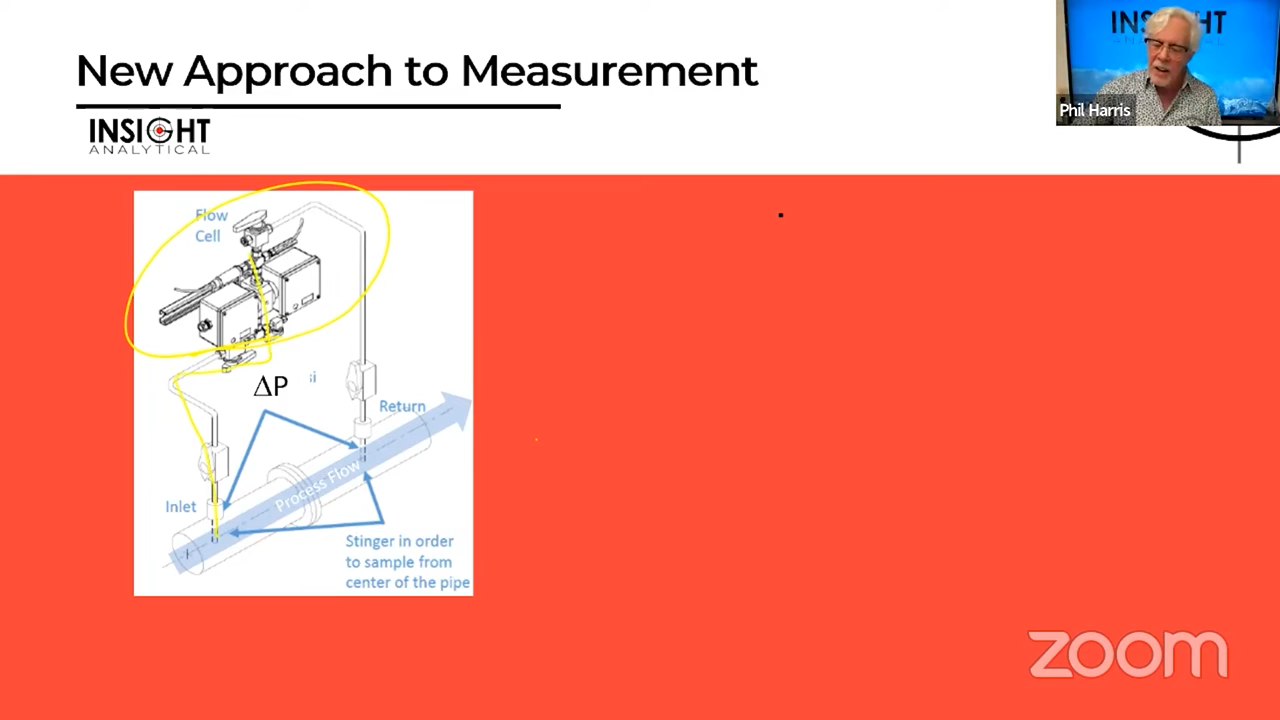 New Approach to Measurement
INSIGHT
ANALYTICAL
Phil Harris
Flow
Cell
ΔP
Return
Process Flow
Inlet
Stinger in order
to sample from
center of the pipe
zoom